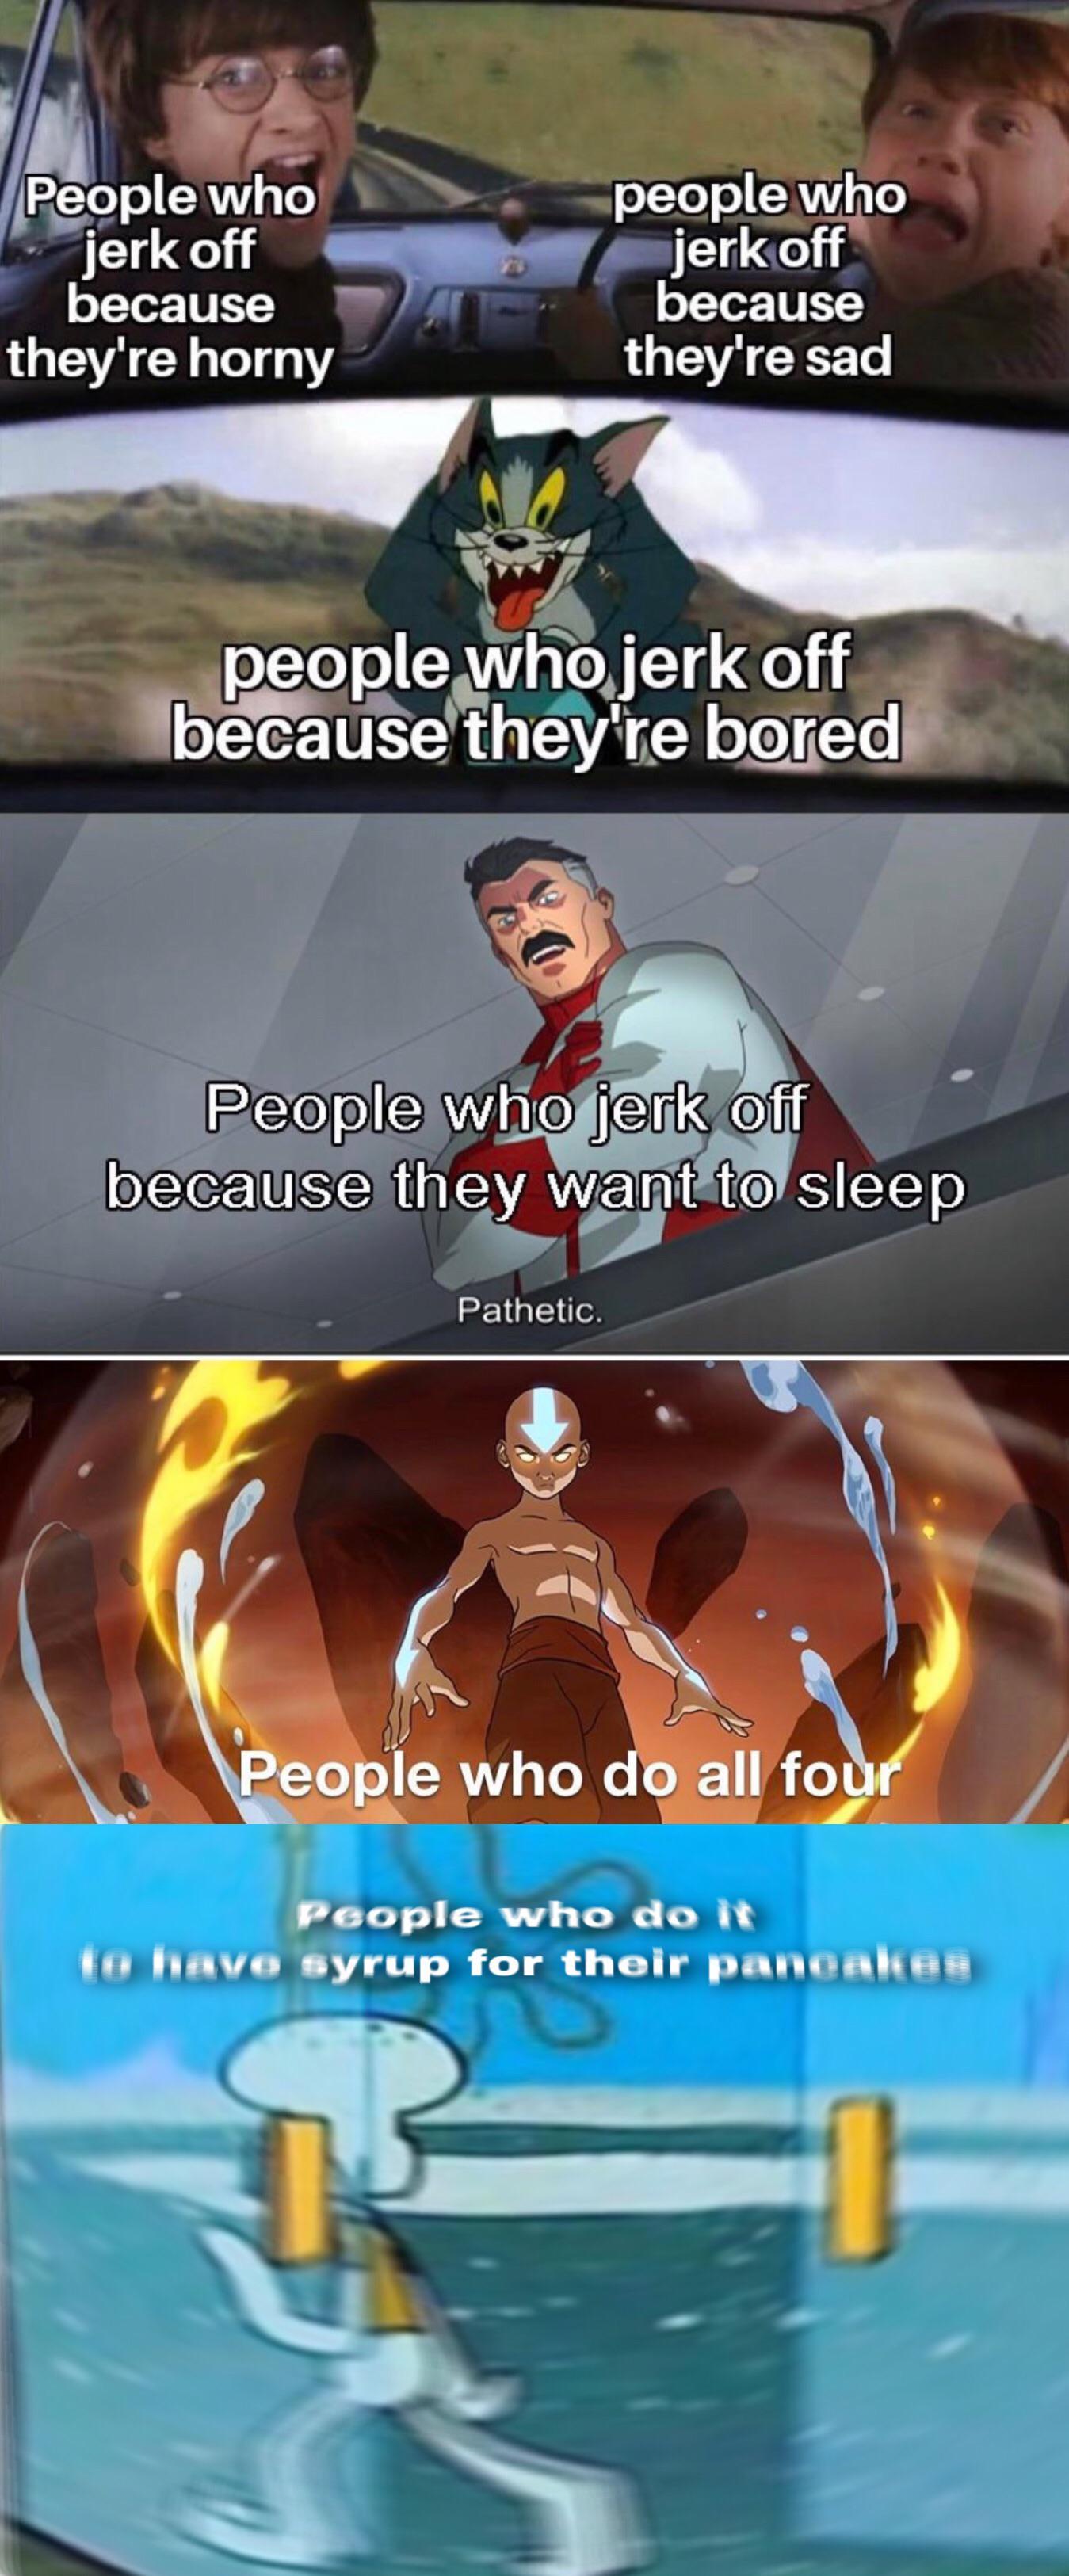 People who
jerk off
because
they're horny
people who
jerk off
because
they're sad
people who jerk off
because they're bored
People who jerk off
because they want to sleep
Pathetic.
People who do all four
People who do it
to have syrup for their pancakes